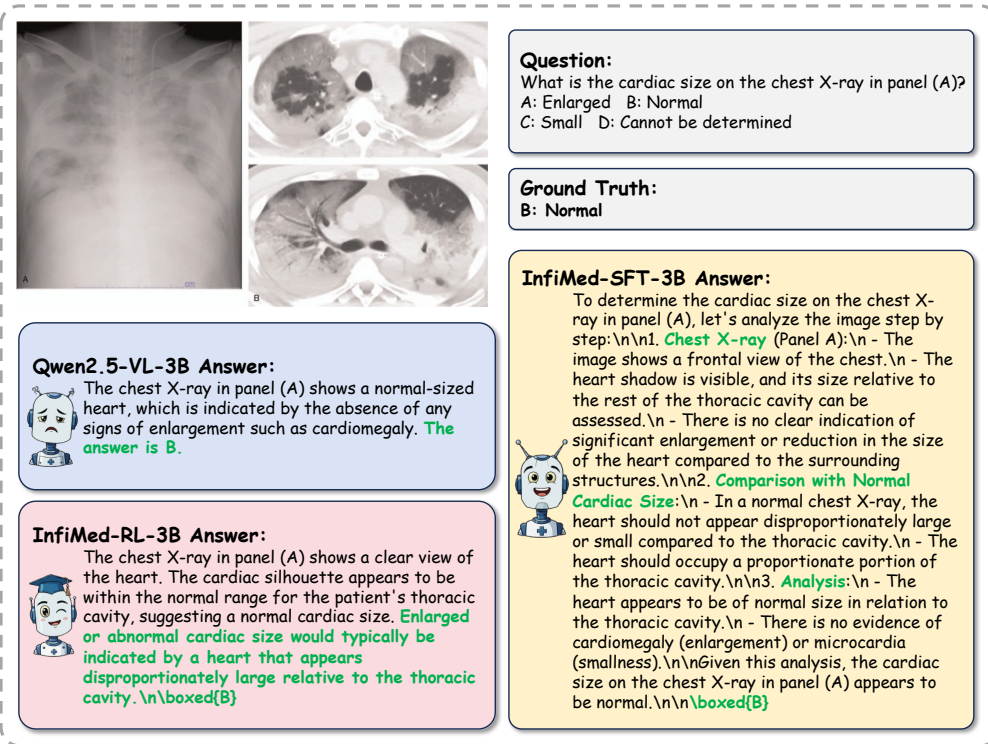 A
cm
B
Question:
What is the cardiac size on the chest X-ray in panel (A)?
A: Enlarged B: Normal
C: Small D: Cannot be determined
Ground Truth:
B: Normal
Qwen2.5-VL-3B Answer:
The chest X-ray in panel (A) shows a normal-sized
heart, which is indicated by the absence of any
signs of enlargement such as cardiomegaly. The
answer is B.
InfiMed-RL-3B Answer:
The chest X-ray in panel (A) shows a clear view of
the heart. The cardiac silhouette appears to be
within the normal range for the patient's thoracic
cavity, suggesting a normal cardiac size. Enlarged
or abnormal cardiac size would typically be
indicated by a heart that appears
disproportionately large relative to the thoracic
cavity.\n\boxed{B}
InfiMed-SFT-3B Answer:
To determine the cardiac size on the chest X-
ray in panel (A), let's analyze the image step by
step:\n\n1. Chest X-ray (Panel A):\n - The
image shows a frontal view of the chest.\n - The
heart shadow is visible, and its size relative to
the rest of the thoracic cavity can be
assessed.\n - There is no clear indication of
significant enlargement or reduction in the size
of the heart compared to the surrounding
structures.\n\n2. Comparison with Normal
Cardiac Size:\n - In a normal chest X-ray, the
heart should not appear disproportionately large
or small compared to the thoracic cavity.\n - The
heart should occupy a proportionate portion of
the thoracic cavity.\n\n3. Analysis:\n - The
heart appears to be of normal size in relation to
the thoracic cavity.\n - There is no evidence of
cardiomegaly (enlargement) or microcardia
(smallness).\n\nGiven this analysis, the cardiac
size on the chest X-ray in panel (A) appears to
be normal.\n\n\boxed{B}